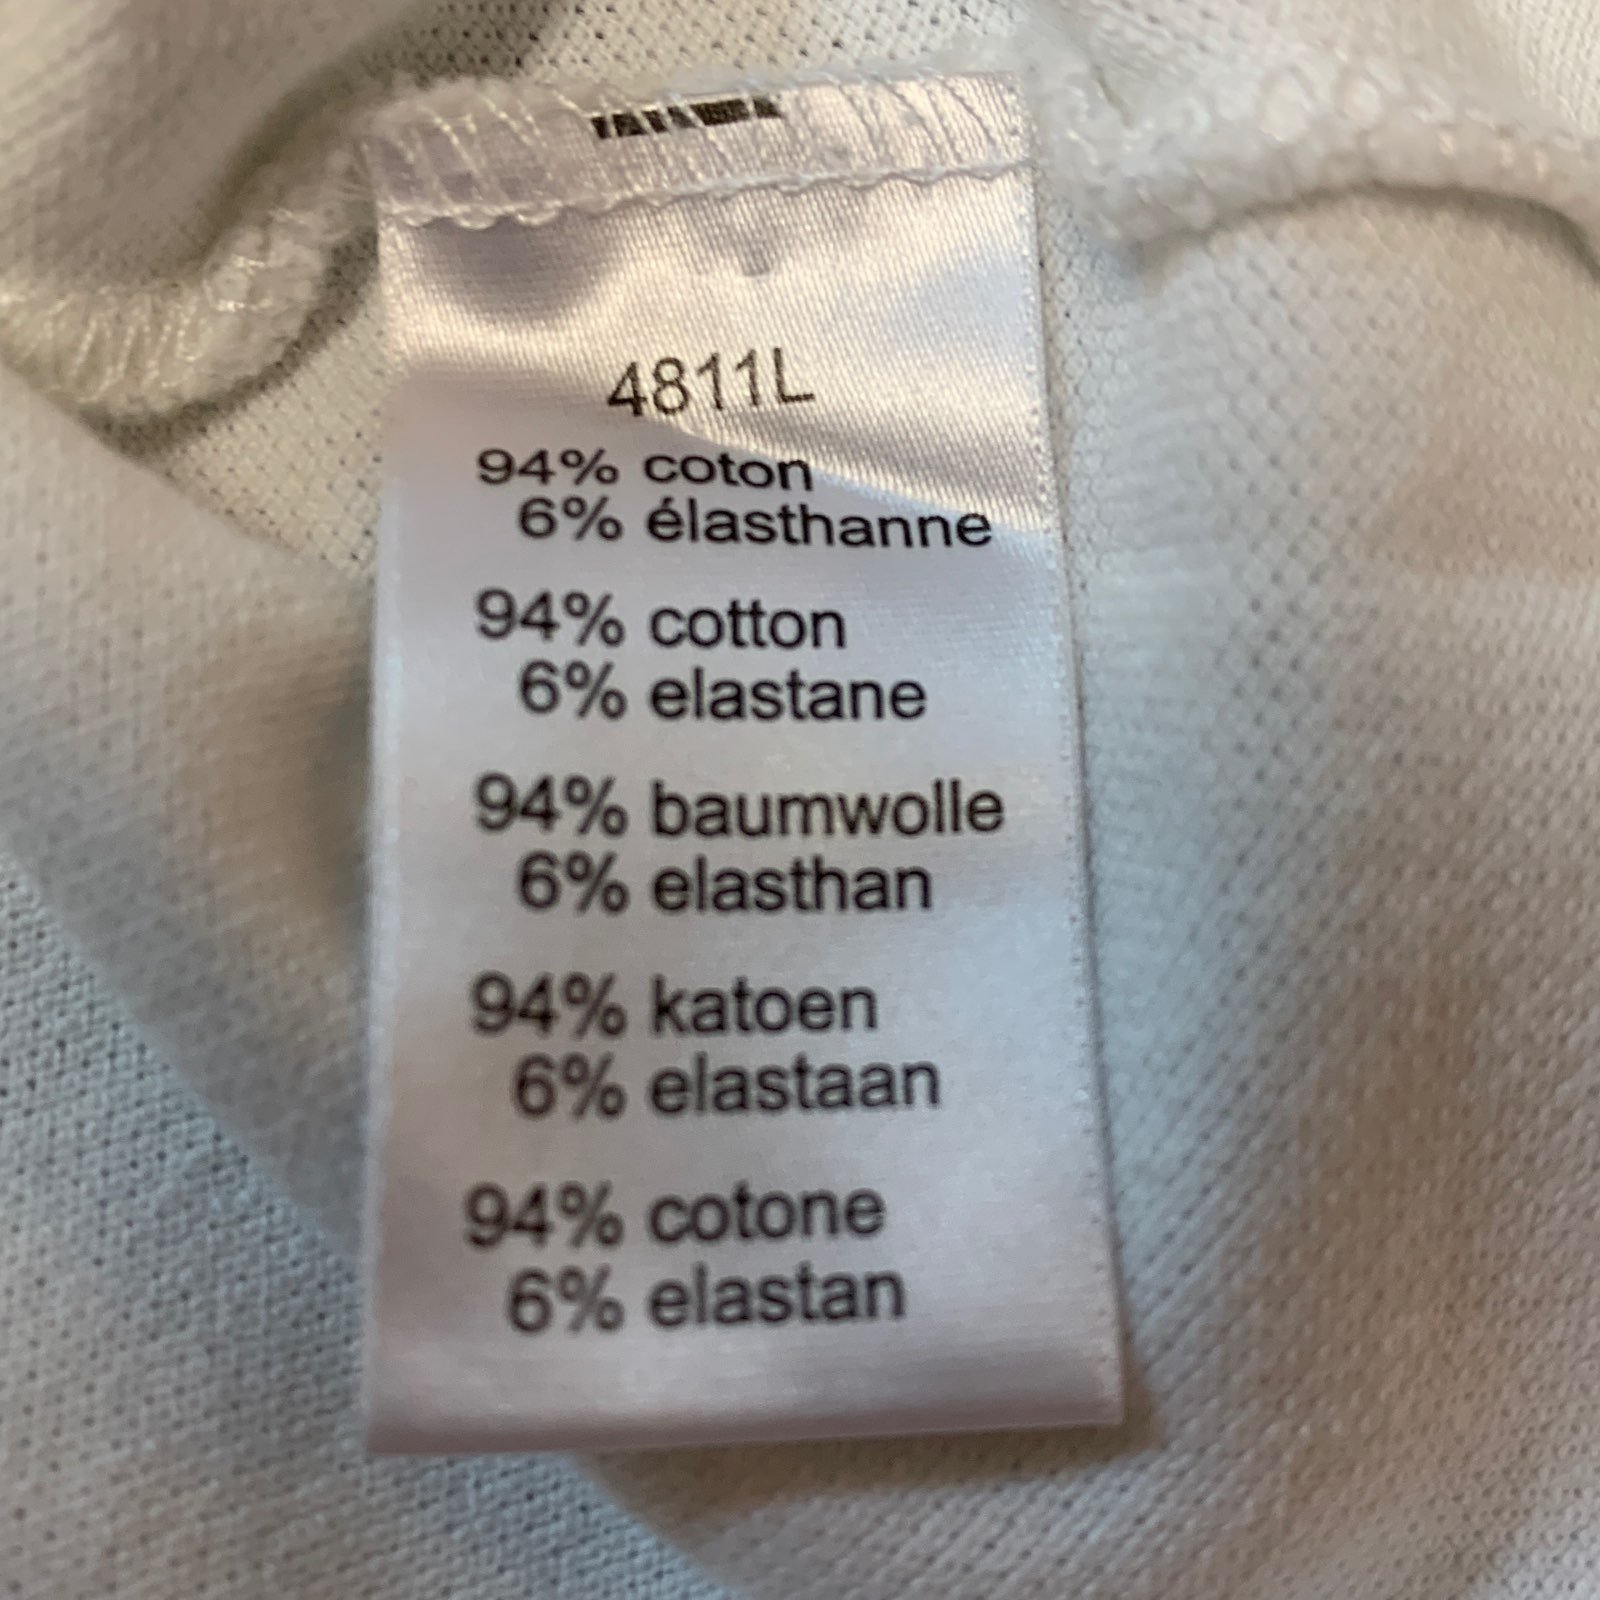 4811L
94% coton
6% élasthanne
94% cotton
6% elastane
94% baumwolle
6% elasthan
94% katoen
6% elastaan
94% cotone
6% elastan